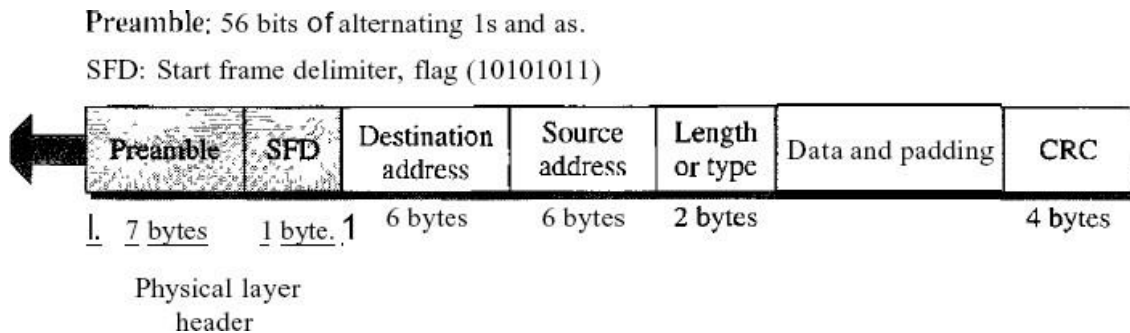 Preamble: 56 bits of alternating 1s and as.
SFD: Start frame delimiter, flag (10101011)
Preamble SFD Destination address Source address Length or type Data and padding CRC
l. 7 bytes 1 byte. 1 6 bytes 6 bytes 2 bytes 4 bytes
Physical layer
header